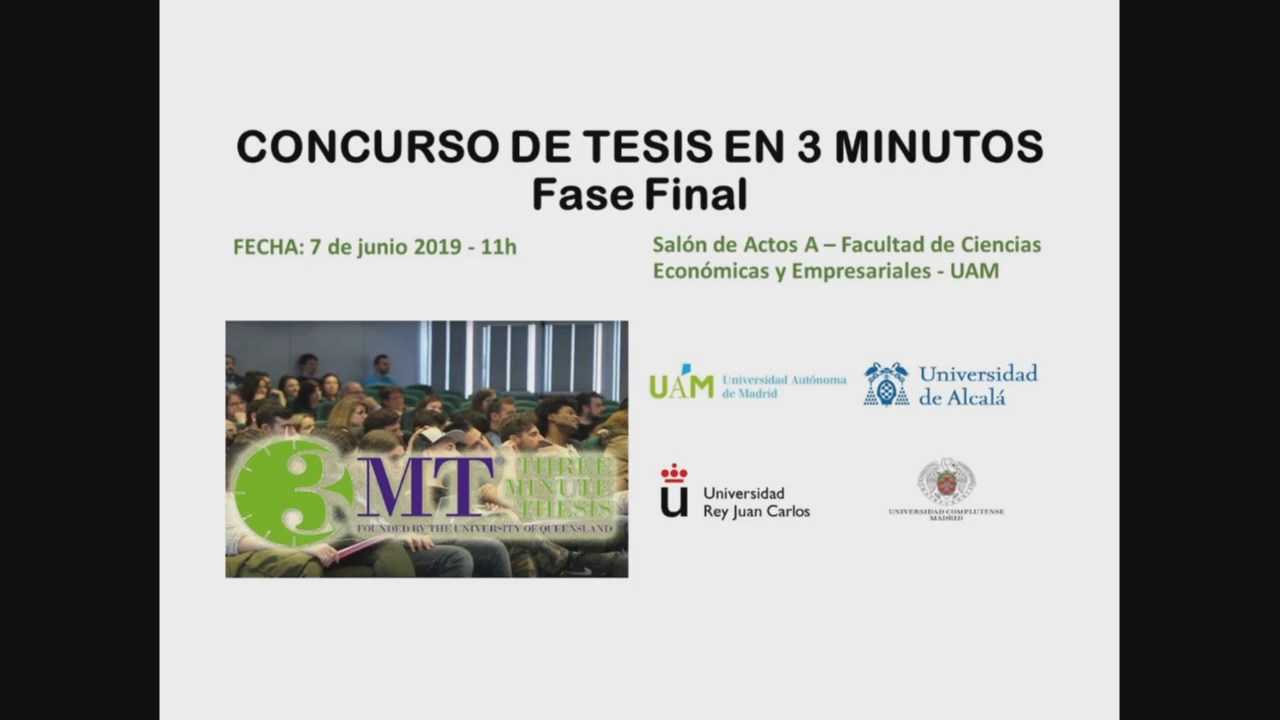 CONCURSO DE TESIS EN 3 MINUTOS
Fase Final
FECHA: 7 de junio 2019 - 11h
Salón de Actos A – Facultad de Ciencias
Económicas y Empresariales - UAM
3MT® THREE
MINUTE
THESIS
FOUNDED BY THE UNIVERSITY OF QUEENSLAND
UAM Universidad Autónoma
de Madrid
Universidad
de Alcalá
u Universidad
Rey Juan Carlos
UNIVERSIDAD COMPLUTENSE
MADRID